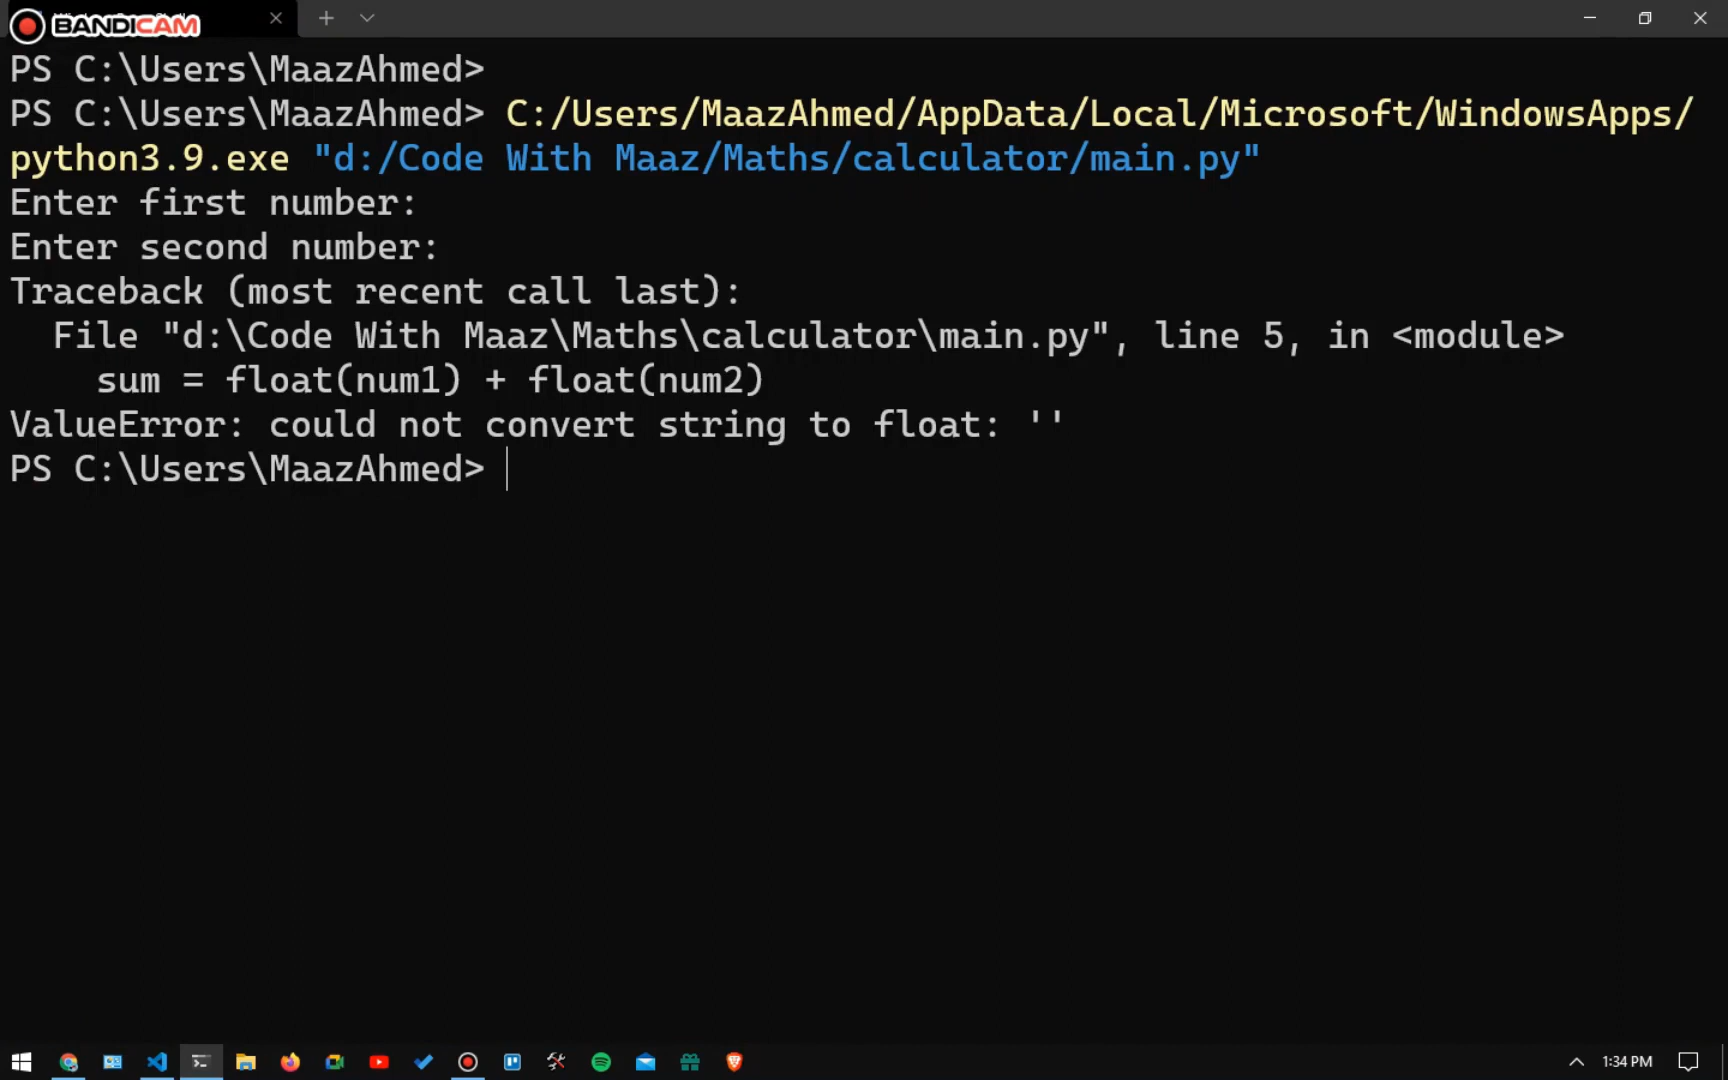 BANDICAM
PS C:\Users\MaazAhmed>
PS C:\Users\MaazAhmed> C:/Users/MaazAhmed/AppData/Local/Microsoft/WindowsApps/
python3.9.exe "d:/Code With Maaz/Maths/calculator/main.py"
Enter first number:
Enter second number:
Traceback (most recent call last):
  File "d:\Code With Maaz\Maths\calculator\main.py", line 5, in <module>
    sum = float(num1) + float(num2)
ValueError: could not convert string to float: ''
PS C:\Users\MaazAhmed>
1:34 PM